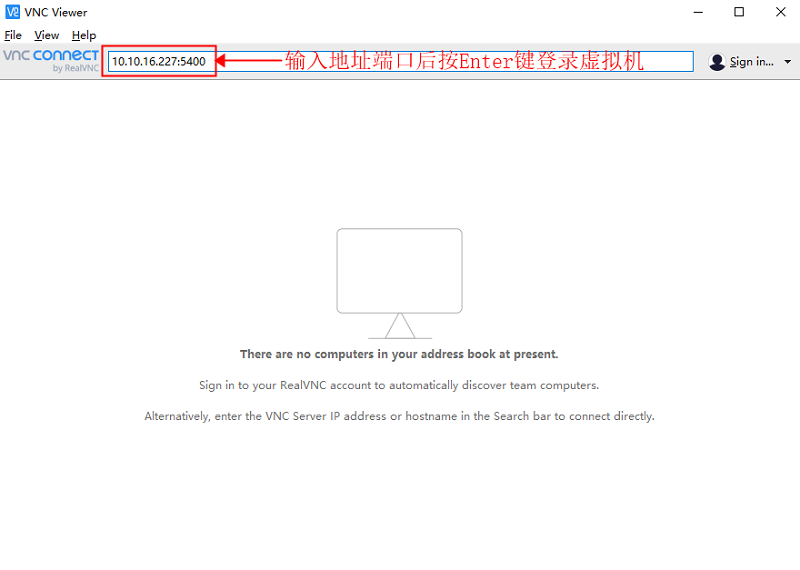 VNC Viewer
File View Help
VNC CONNECT
by RealVNC
10.10.16.227:5400
输入地址端口后按Enter键登录虚拟机
Sign in...
There are no computers in your address book at present.
Sign in to your RealVNC account to automatically discover team computers.
Alternatively, enter the VNC Server IP address or hostname in the Search bar to connect directly.